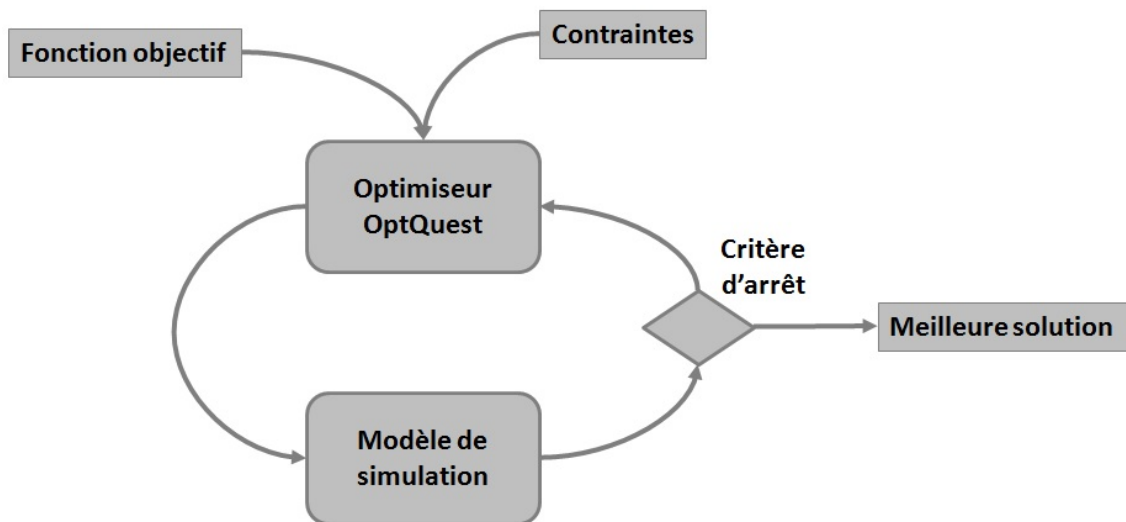 Fonction objectif
Contraintes
Optimiseur
OptQuest
Critère
d'arrêt
Meilleure solution
Modèle de
simulation